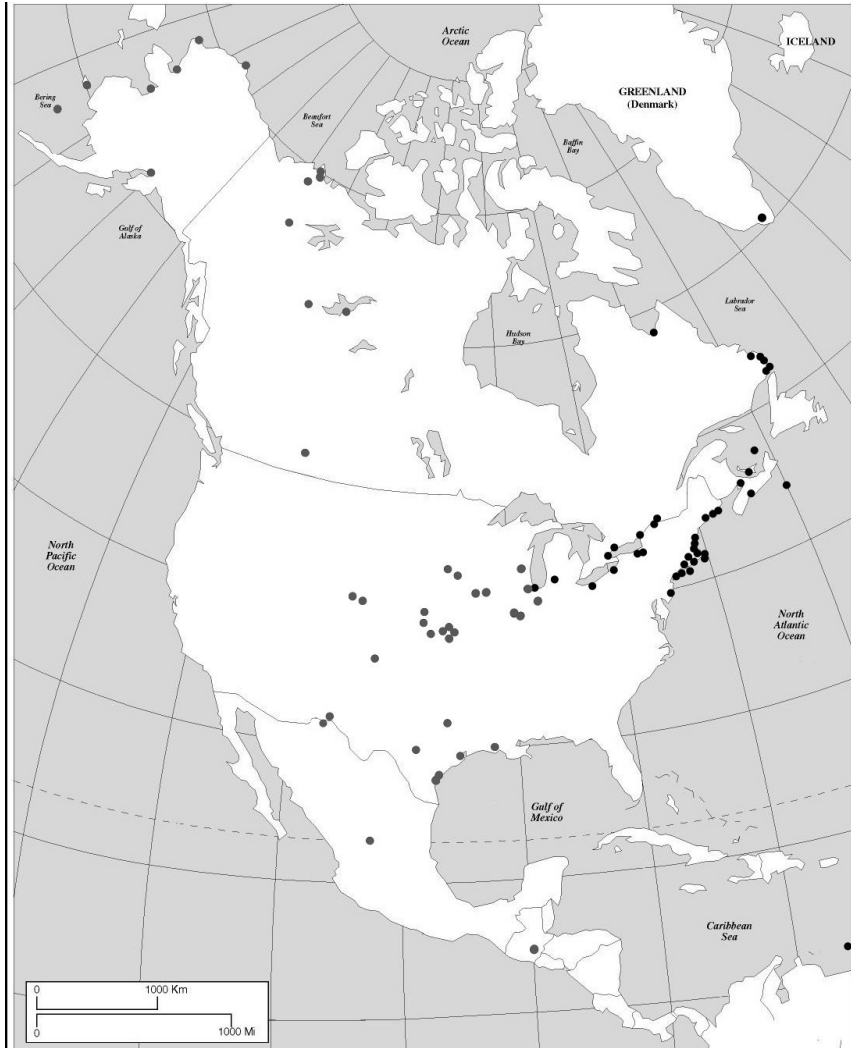 Arctic
Ocean
ICELAND
GREENLAND
(Denmark)
Bering
Sea
Beaufort
Sea
Baffin
Bay
Gulf of
Alaska
Labrador
Sea
Hudson
Bay
North
Pacific
Ocean
North
Atlantic
Ocean
Gulf of
Mexico
Caribbean
Sea
0 1000 Km
0 1000 Mi